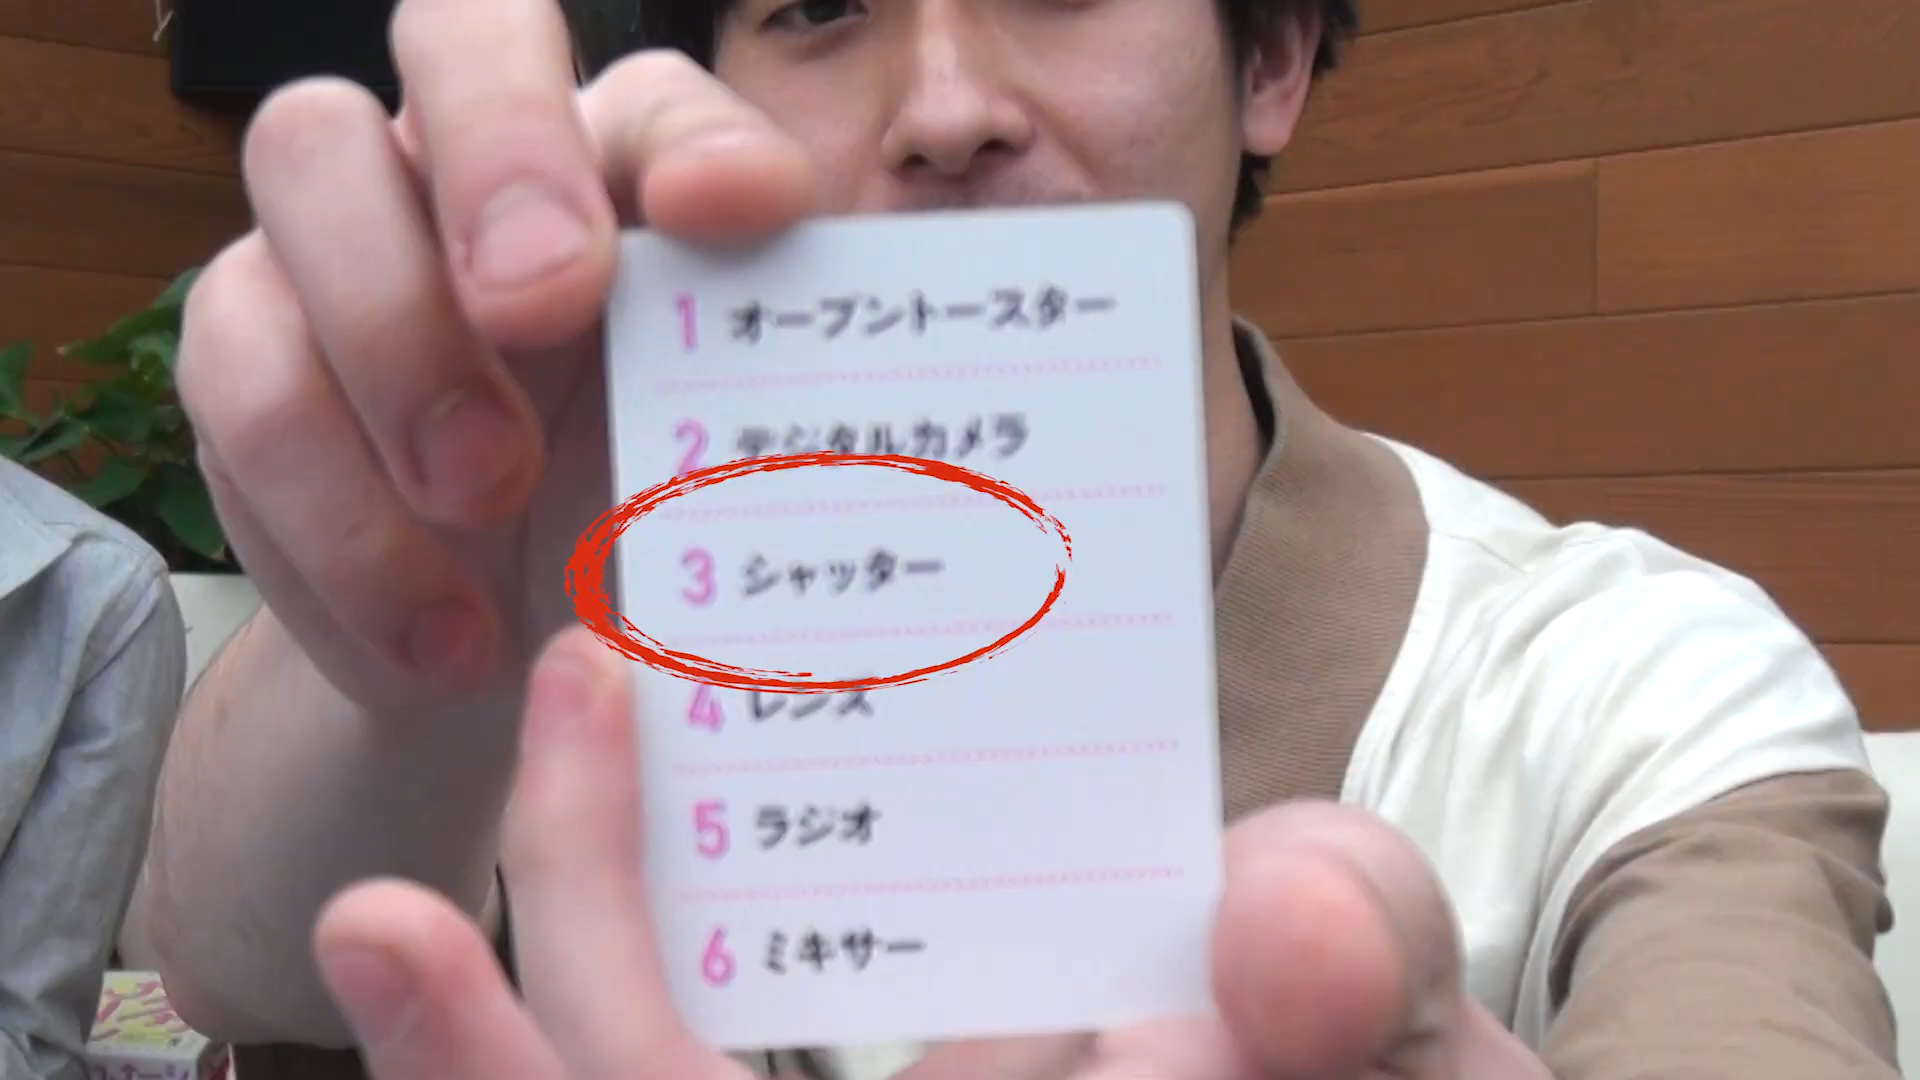 1 オーブントースター
2 デジタルカメラ
3 シャッター
4 レンズ
5 ラジオ
6 ミキサー